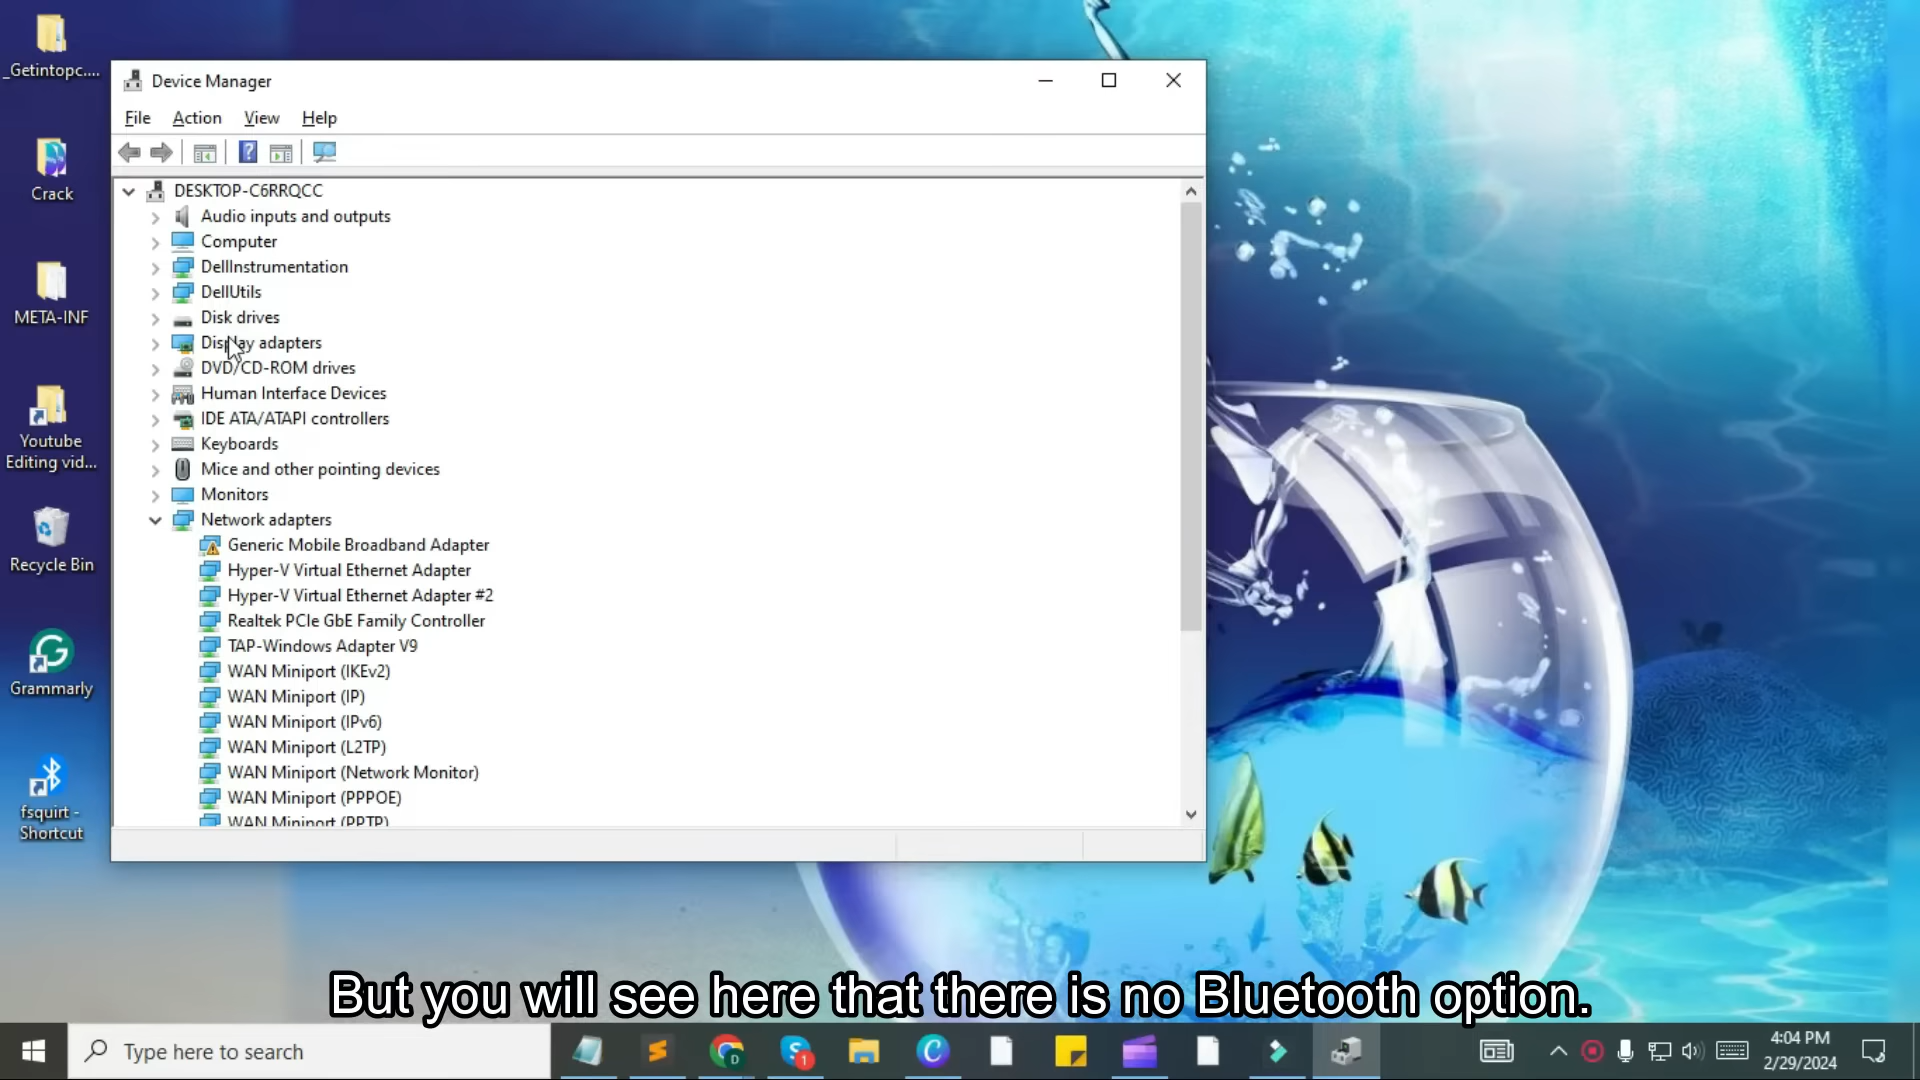 _Getintopc....
Crack
META-INF
Youtube
Editing vid...
Recycle Bin
Grammarly
fsquirt -
Shortcut
Device Manager
File Action View Help
DESKTOP-C6RRQCC
Audio inputs and outputs
Computer
DellInstrumentation
DellUtils
Disk drives
Display adapters
DVD/CD-ROM drives
Human Interface Devices
IDE ATA/ATAPI controllers
Keyboards
Mice and other pointing devices
Monitors
Network adapters
Generic Mobile Broadband Adapter
Hyper-V Virtual Ethernet Adapter
Hyper-V Virtual Ethernet Adapter #2
Realtek PCIe GbE Family Controller
TAP-Windows Adapter V9
WAN Miniport (IKEv2)
WAN Miniport (IP)
WAN Miniport (IPv6)
WAN Miniport (L2TP)
WAN Miniport (Network Monitor)
WAN Miniport (PPPOE)
WAN Miniport (PPTP)
But you will see here that there is no Bluetooth option.
Type here to search
D
1
4:04 PM
2/29/2024